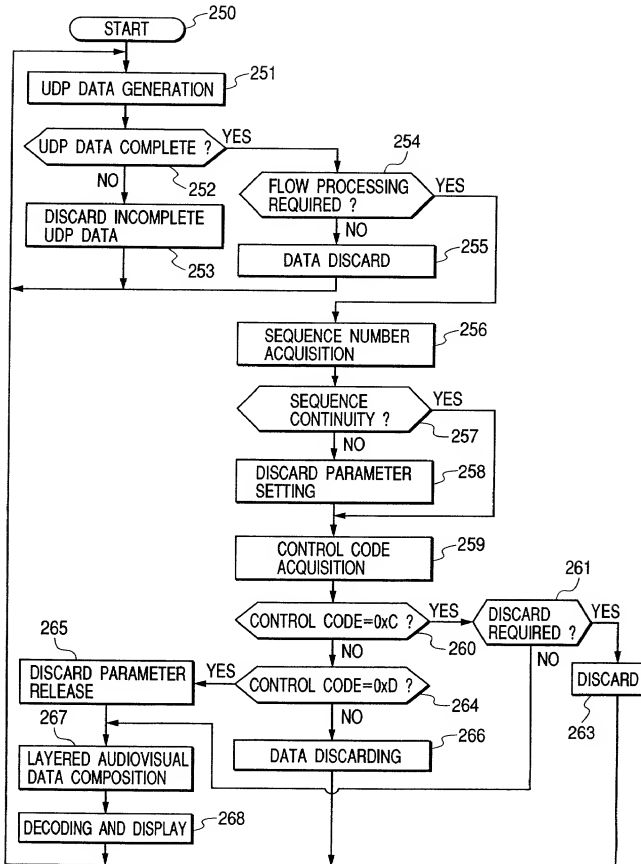 START
250
UDP DATA GENERATION
251
UDP DATA COMPLETE ?
YES
252
NO
254
FLOW PROCESSING
REQUIRED ?
YES
NO
DISCARD INCOMPLETE
UDP DATA
253
DATA DISCARD
255
SEQUENCE NUMBER
ACQUISITION
256
SEQUENCE
CONTINUITY ?
YES
257
NO
DISCARD PARAMETER
SETTING
258
CONTROL CODE
ACQUISITION
259
261
CONTROL CODE=0xC ?
YES
260
NO
DISCARD
REQUIRED ?
YES
NO
265
DISCARD PARAMETER
RELEASE
YES
CONTROL CODE=0xD ?
264
NO
DISCARD
263
267
LAYERED AUDIOVISUAL
DATA COMPOSITION
DATA DISCARDING
266
DECODING AND DISPLAY
268